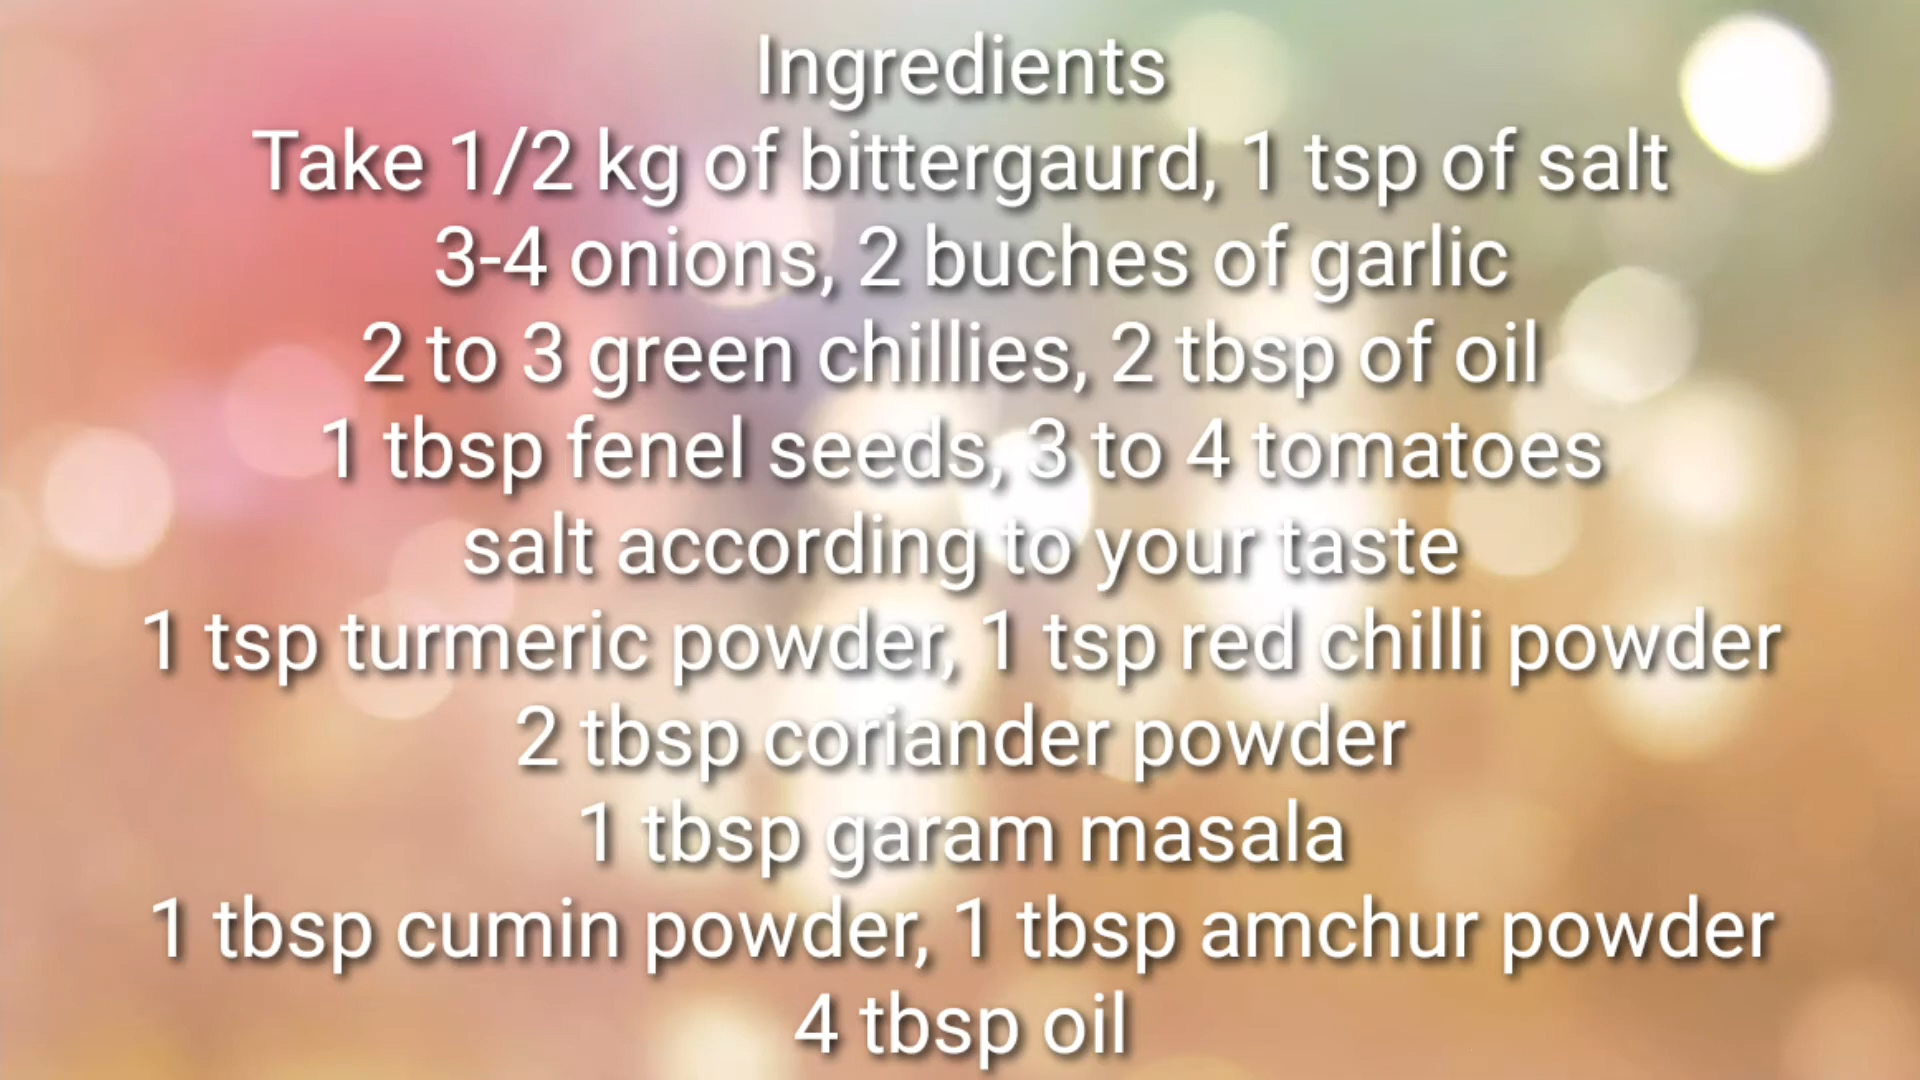 Ingredients
Take 1/2 kg of bittergaurd, 1 tsp of salt
3-4 onions, 2 buches of garlic
2 to 3 green chillies, 2 tbsp of oil
1 tbsp fenel seeds, 3 to 4 tomatoes
salt according to your taste
1 tsp turmeric powder, 1 tsp red chilli powder
2 tbsp coriander powder
1 tbsp garam masala
1 tbsp cumin powder, 1 tbsp amchur powder
4 tbsp oil